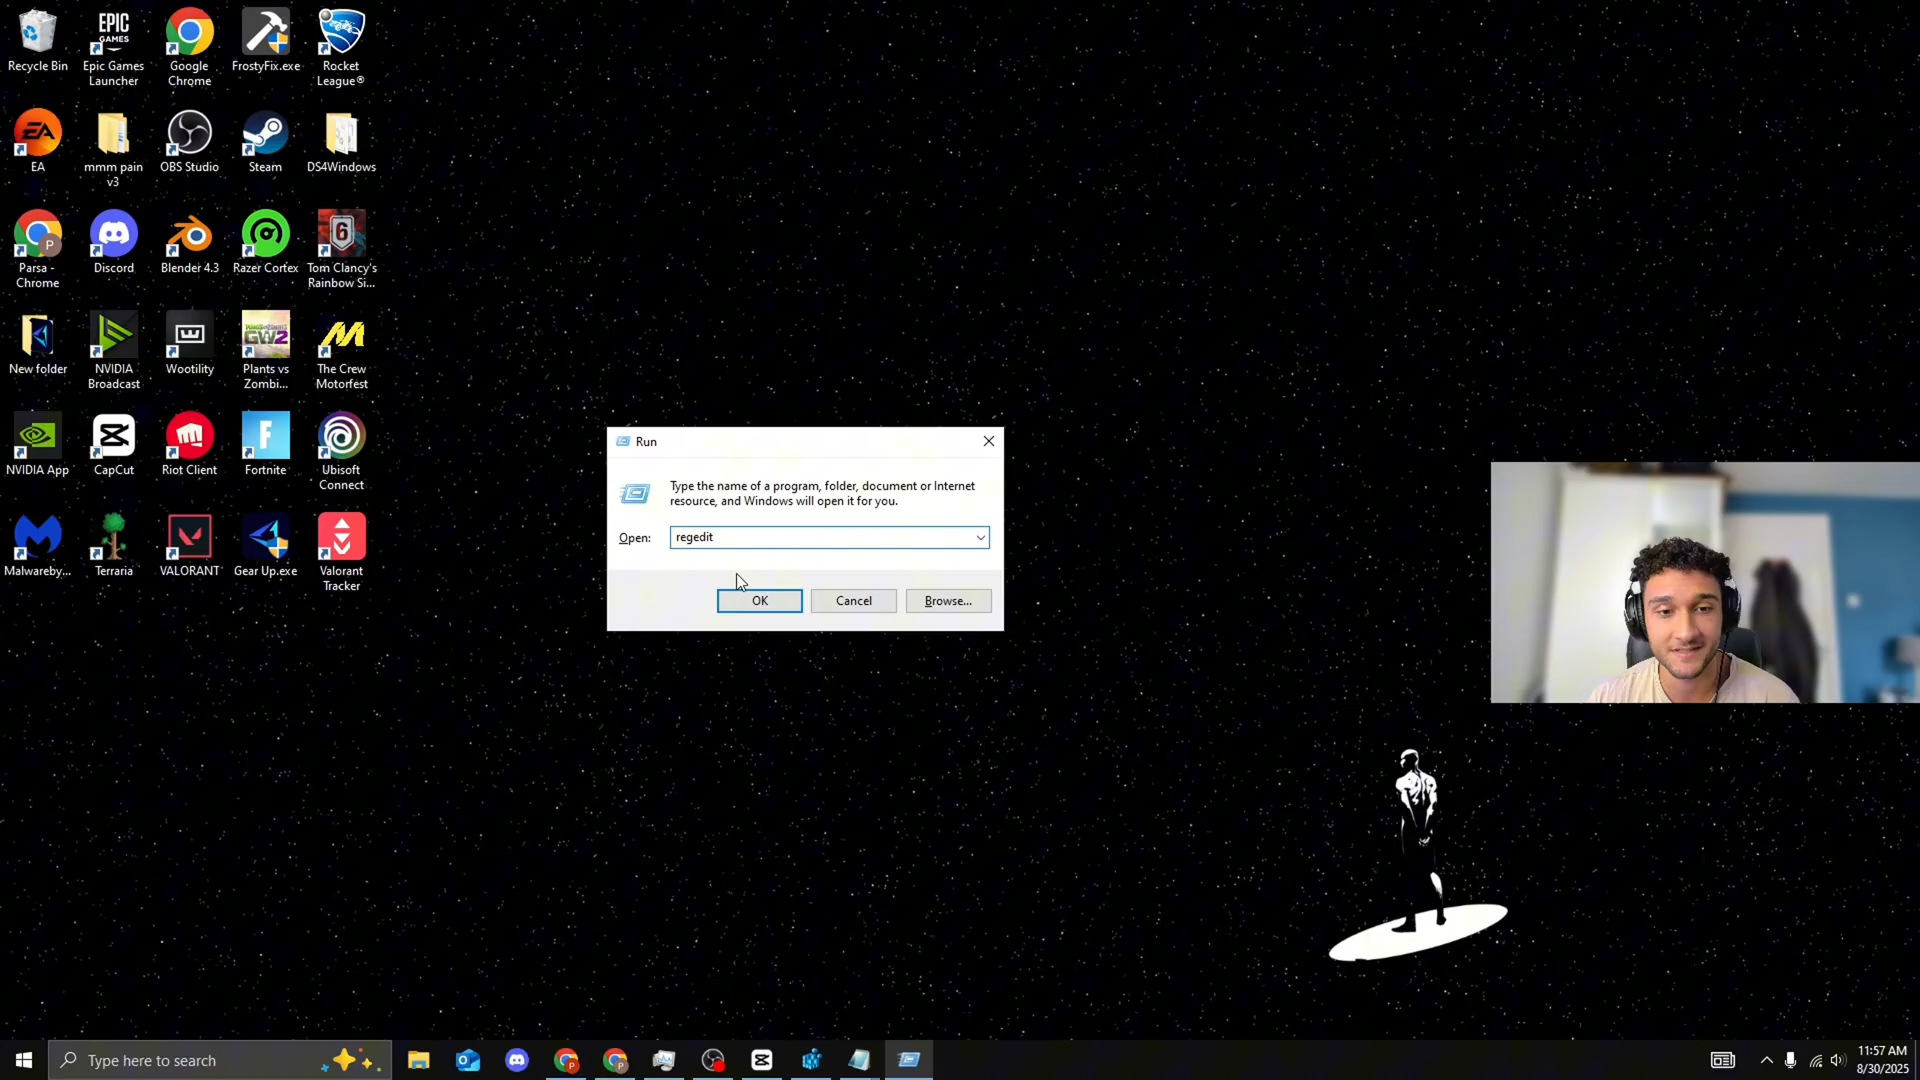 Recycle Bin
EPIC
GAMES
Epic Games
Launcher
Google
Chrome
FrostyFix.exe
Rocket
League®
EA
EA
mmm pain
v3
OBS Studio
Steam
DS4Windows
P
Parsa -
Chrome
Discord
Blender 4.3
Razer Cortex
6
Tom Clancy's
Rainbow Si...
New folder
NVIDIA
Broadcast
Wootility
GW2
Plants vs
Zombi...
The Crew
Motorfest
NVIDIA App
CapCut
Riot Client
F
Fortnite
Ubisoft
Connect
Malwareby...
Terraria
VALORANT
Gear Up.exe
Valorant
Tracker
Run
Type the name of a program, folder, document or Internet
resource, and Windows will open it for you.
Open:
regedit
OK
Cancel
Browse...
Type here to search
11:57 AM
8/30/2025